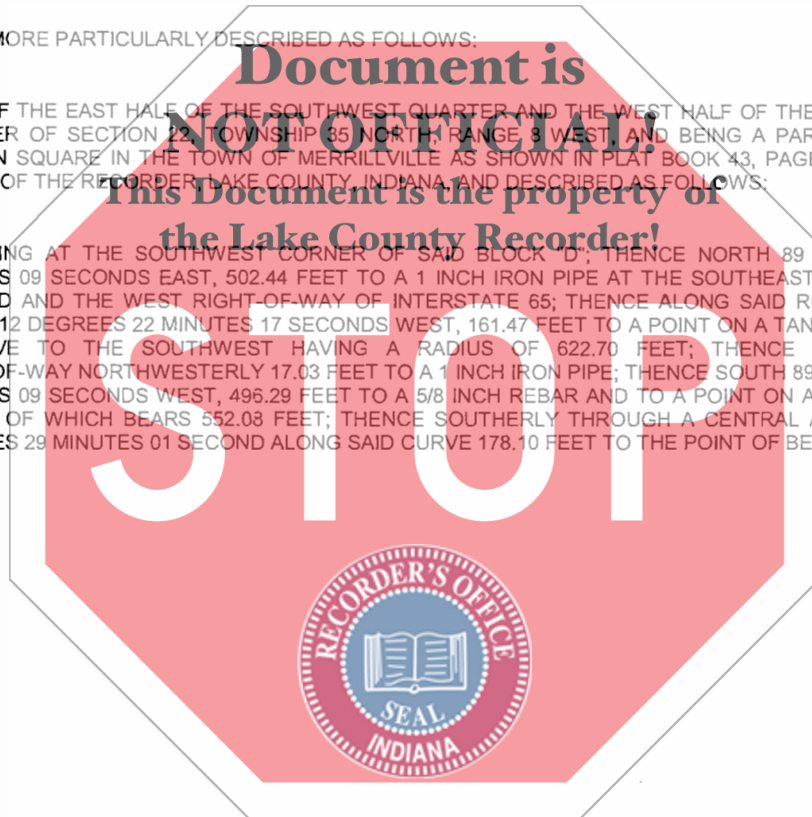 MORE PARTICULARLY DESCRIBED AS FOLLOWS:
Document is
F THE EAST HALF OF THE SOUTHWEST QUARTER AND THE WEST HALF OF THE
NOT OFFICIAL!
ER OF SECTION 22, TOWNSHIP 35 NORTH, RANGE 8 WEST, AND BEING A PAR
N SQUARE IN THE TOWN OF MERRILLVILLE AS SHOWN IN PLAT BOOK 43, PAGE
OF THE RECORDER, LAKE COUNTY, INDIANA, AND DESCRIBED AS FOLLOWS:
This Document is the property of
the Lake County Recorder!
ING AT THE SOUTHWEST CORNER OF SAID BLOCK "D"; THENCE NORTH 89
S 09 SECONDS EAST, 502.44 FEET TO A 1 INCH IRON PIPE AT THE SOUTHEAST
D AND THE WEST RIGHT-OF-WAY OF INTERSTATE 65; THENCE ALONG SAID R
12 DEGREES 22 MINUTES 17 SECONDS WEST, 161.47 FEET TO A POINT ON A TAN
VE TO THE SOUTHWEST HAVING A RADIUS OF 622.70 FEET; THENCE
OF-WAY NORTHWESTERLY 17.03 FEET TO A 1 INCH IRON PIPE; THENCE SOUTH 89
S 09 SECONDS WEST, 496.29 FEET TO A 5/8 INCH REBAR AND TO A POINT ON A
OF WHICH BEARS 552.08 FEET; THENCE SOUTHERLY THROUGH A CENTRAL A
ES 29 MINUTES 01 SECOND ALONG SAID CURVE 178.10 FEET TO THE POINT OF BE
STOP
RECORDER'S OFFICE
SEAL
INDIANA